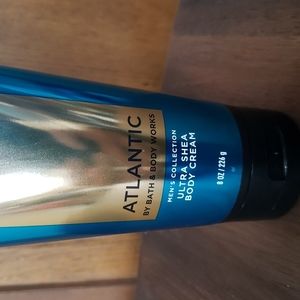 ATLANTIC
BY BATH & BODY WORKS
MEN'S COLLECTION
ULTRA SHEA
BODY CREAM
8 OZ / 226 g